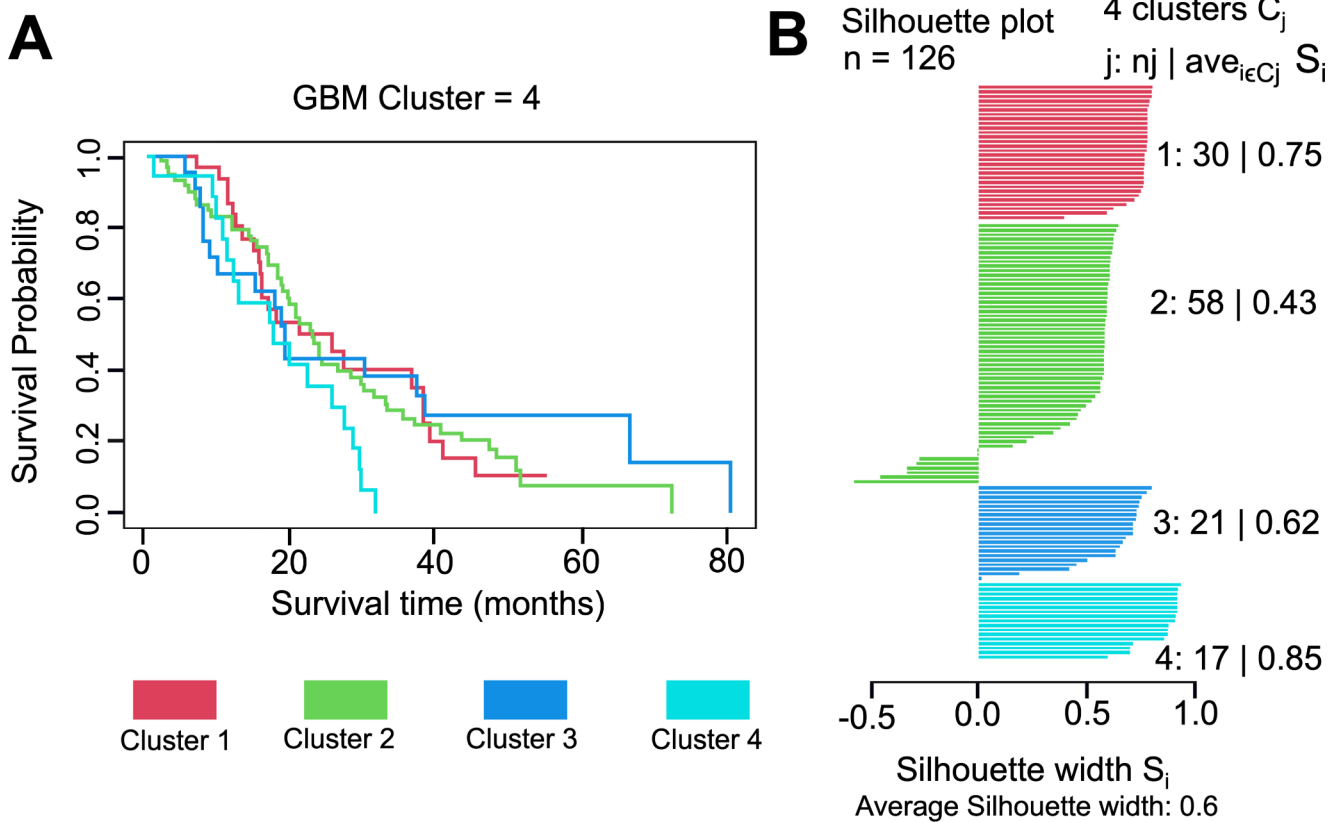 A
GBM Cluster = 4
Survival Probability
1.0
0.8
0.6
0.4
0.2
0.0
0 20 40 60 80
Survival time (months)
Cluster 1 Cluster 2 Cluster 3 Cluster 4
B
Silhouette plot
n = 126
4 clusters Cj
j: nj | aveiϵCj Si
1: 30 | 0.75
2: 58 | 0.43
3: 21 | 0.62
4: 17 | 0.85
-0.5 0.0 0.5 1.0
Silhouette width Si
Average Silhouette width: 0.6